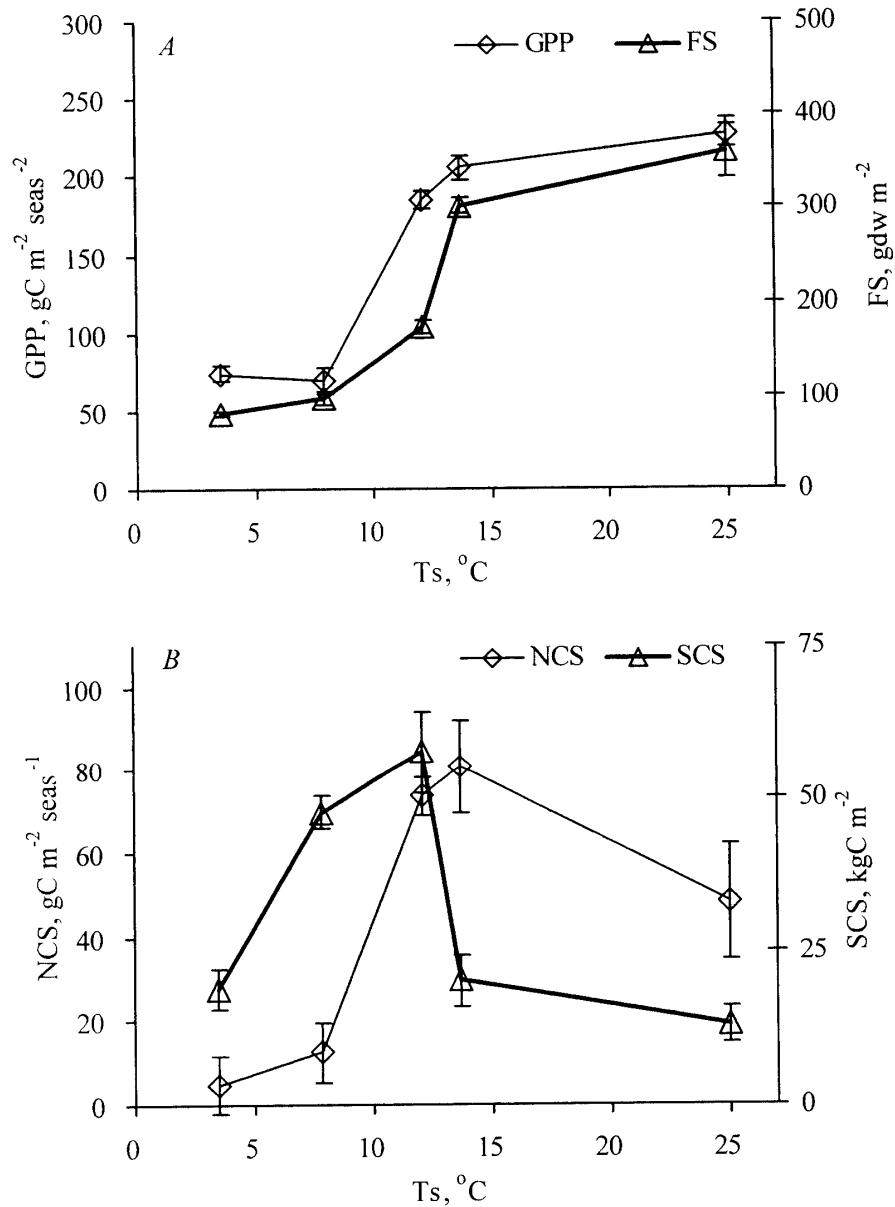 A
GPP FS
300
250
200
150
100
50
0
GPP, gC m⁻² seas⁻²
500
400
300
200
100
0
FS, gdw m⁻²
0 5 10 15 20 25
Ts, °C
B
NCS SCS
100
80
60
40
20
0
NCS, gC m⁻² seas⁻¹
75
50
25
0
SCS, kgC m⁻²
0 5 10 15 20 25
Ts, °C